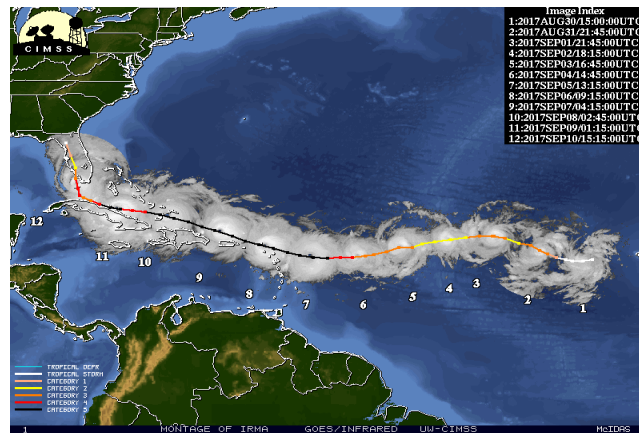 CIMSS
Image Index
1:2017AUG30/15:00:00UTC
2:2017AUG31/21:45:00UTC
3:2017SEP01/21:45:00UTC
4:2017SEP02/18:15:00UTC
5:2017SEP03/16:45:00UTC
6:2017SEP04/14:45:00UTC
7:2017SEP05/13:15:00UTC
8:2017SEP06/09:15:00UTC
9:2017SEP07/04:15:00UTC
10:2017SEP08/02:45:00UTC
11:2017SEP09/01:15:00UTC
12:2017SEP10/15:15:00UTC
12
11
10
9
8
7
6
5
4
3
2
1
TROPICAL DEPR
TROPICAL STORM
CATEGORY 1
CATEGORY 2
CATEGORY 3
CATEGORY 4
CATEGORY 5
1 MONTAGE OF IRMA GOES/INFRARED UW-CIMSS McIDAS